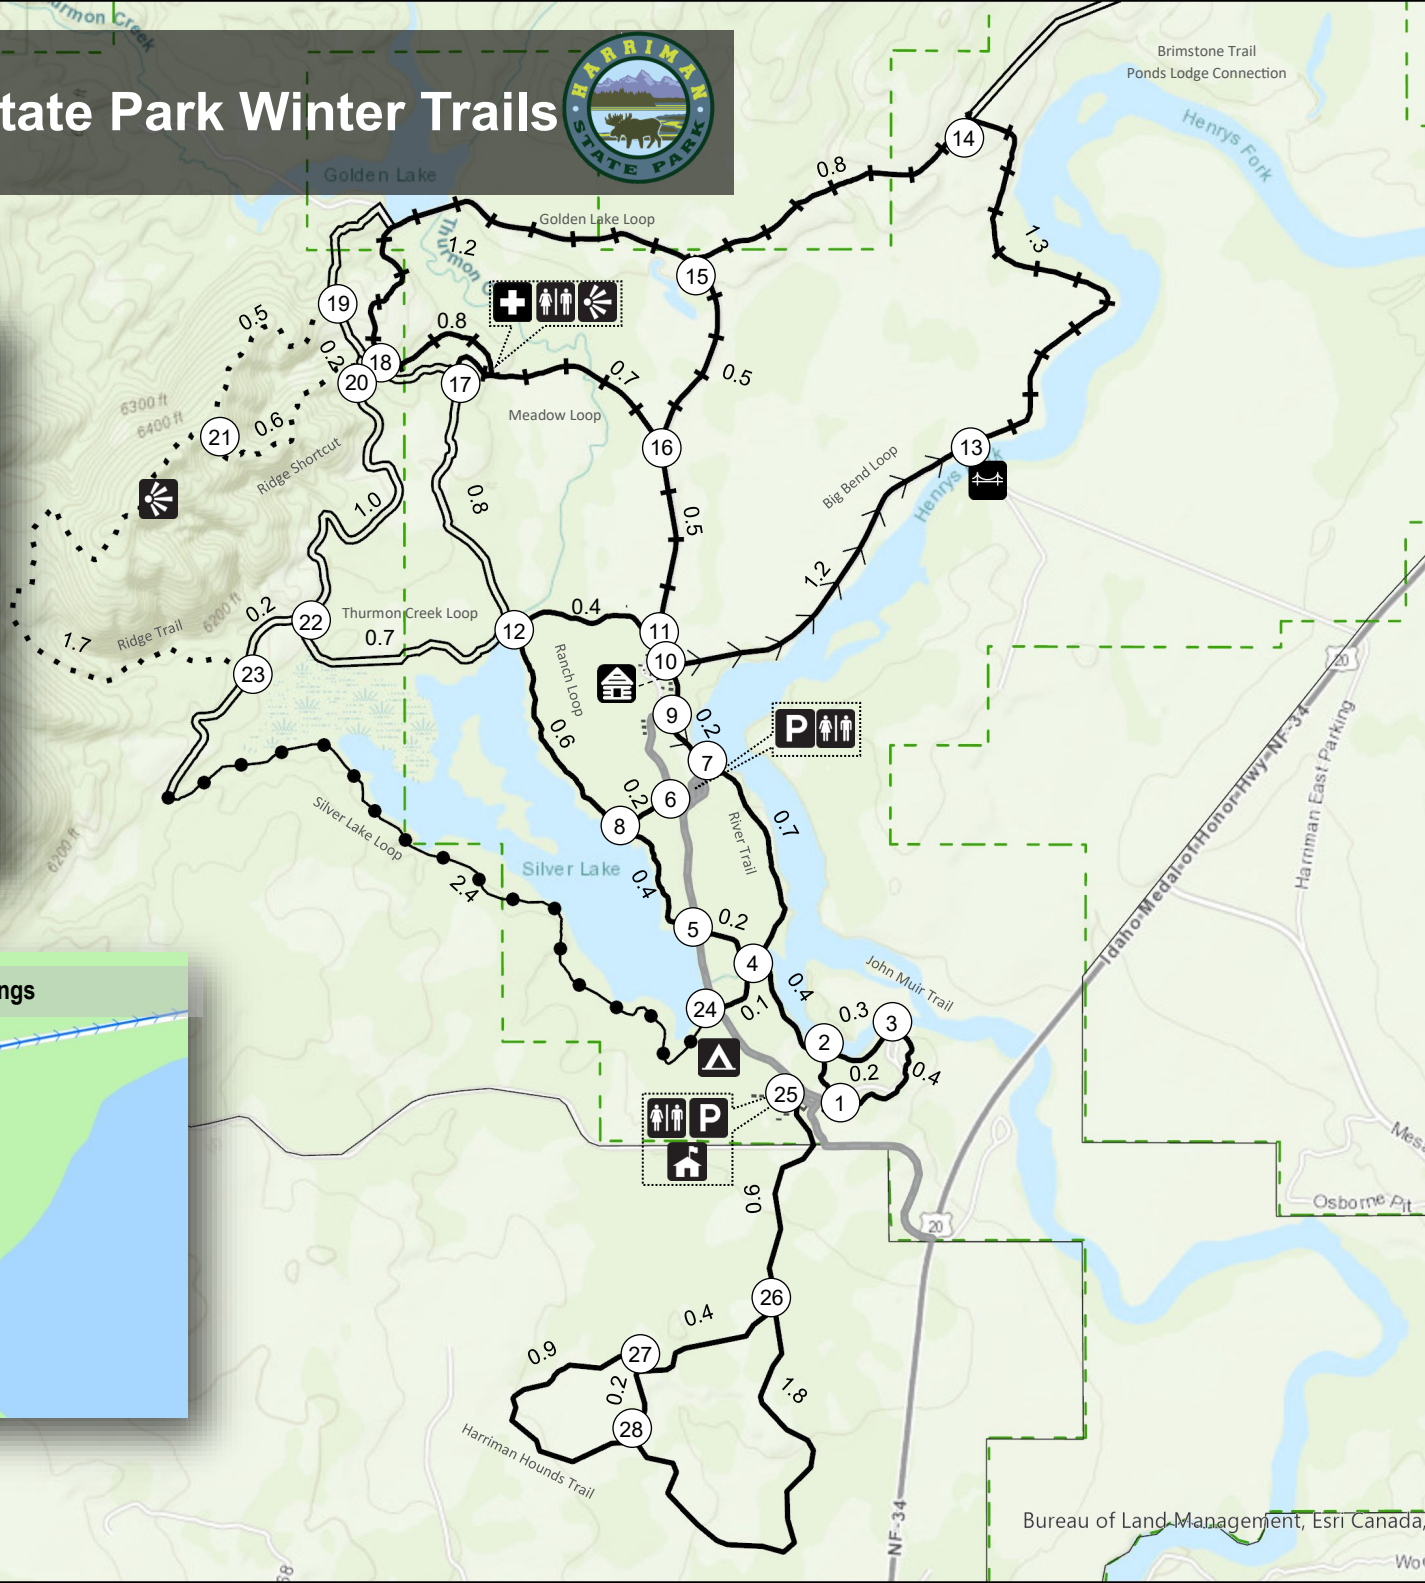 urmon Creek
tate Park Winter Trails
HARRIMAN
STATE PARK
Brimstone Trail
Ponds Lodge Connection
Henrys Fork
Golden Lake
14
0.8
Golden Lake Loop
Thurmon C
1.2
15
1.3
19
0.5
0.8
0.2
18
20
17
0.7
0.5
6300 ft
6400 ft
Meadow Loop
21
0.6
Ridge Shortcut
16
13
Big Bend Loop
Henrys
rk
1.0
0.8
0.5
1.2
6200 ft
0.2
22
Thurmon Creek Loop
0.7
12
0.4
11
10
1.7
Ridge Trail
23
Ranch Loop
9
0.2
P
0.6
7
20
6
0.2
8
River Trail
0.7
Silver Lake Loop
6200 ft
Silver Lake
0.4
2.4
5
0.2
4
Idaho-Medal-of-Honor-Hwy-NF-34
Harriman East Parking
John Muir Trail
0.4
24
0.1
0.3
3
2
0.2
0.4
25
1
P
ngs
Mesa
Osborne Pit
20
0.6
26
0.4
27
0.9
0.2
1.8
28
Harriman Hounds Trail
NF-34
Bureau of Land Management, Esri Canada,
Wo
68